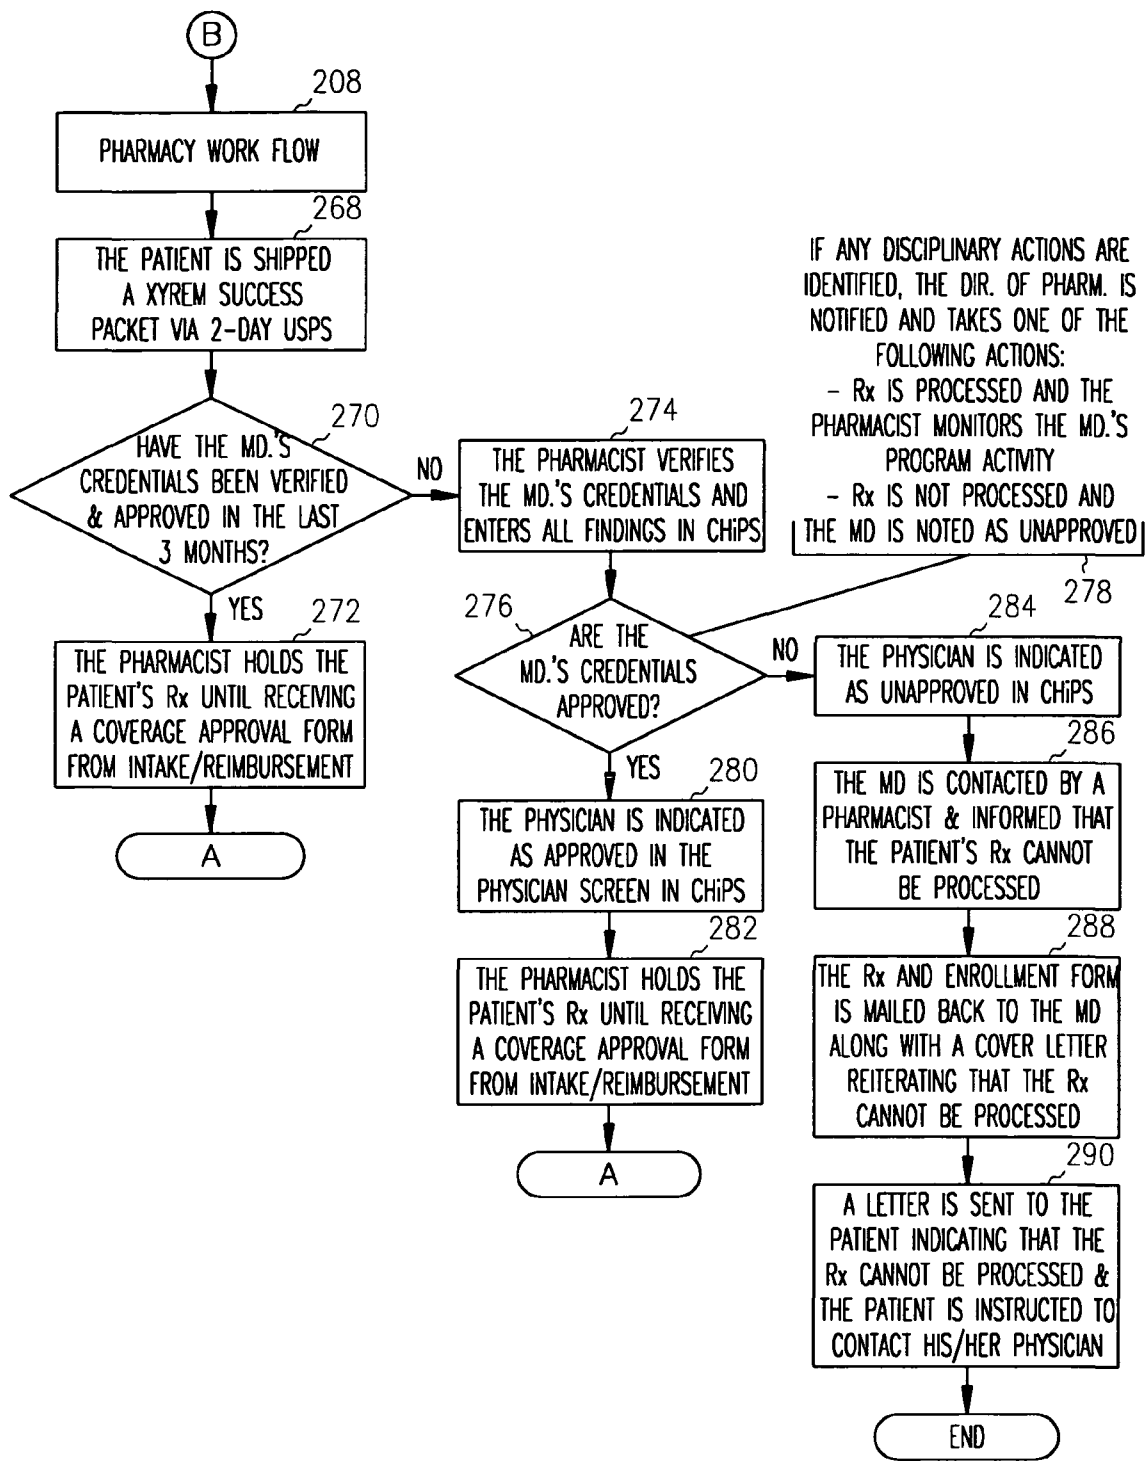 B
208
PHARMACY WORK FLOW
268
THE PATIENT IS SHIPPED
A XYREM SUCCESS
PACKET VIA 2-DAY USPS
270
HAVE THE MD.'S
CREDENTIALS BEEN VERIFIED
& APPROVED IN THE LAST
3 MONTHS?
NO
YES
272
THE PHARMACIST HOLDS THE
PATIENT'S Rx UNTIL RECEIVING
A COVERAGE APPROVAL FORM
FROM INTAKE/REIMBURSEMENT
A
274
THE PHARMACIST VERIFIES
THE MD.'S CREDENTIALS AND
ENTERS ALL FINDINGS IN CHiPS
276
ARE THE
MD.'S CREDENTIALS
APPROVED?
NO
YES
IF ANY DISCIPLINARY ACTIONS ARE
IDENTIFIED, THE DIR. OF PHARM. IS
NOTIFIED AND TAKES ONE OF THE
FOLLOWING ACTIONS:
- Rx IS PROCESSED AND THE
PHARMACIST MONITORS THE MD.'S
PROGRAM ACTIVITY
- Rx IS NOT PROCESSED AND
THE MD IS NOTED AS UNAPPROVED
278
280
THE PHYSICIAN IS INDICATED
AS APPROVED IN THE
PHYSICIAN SCREEN IN CHiPS
282
THE PHARMACIST HOLDS THE
PATIENT'S Rx UNTIL RECEIVING
A COVERAGE APPROVAL FORM
FROM INTAKE/REIMBURSEMENT
A
284
THE PHYSICIAN IS INDICATED
AS UNAPPROVED IN CHiPS
286
THE MD IS CONTACTED BY A
PHARMACIST & INFORMED THAT
THE PATIENT'S Rx CANNOT
BE PROCESSED
288
THE Rx AND ENROLLMENT FORM
IS MAILED BACK TO THE MD
ALONG WITH A COVER LETTER
REITERATING THAT THE Rx
CANNOT BE PROCESSED
290
A LETTER IS SENT TO THE
PATIENT INDICATING THAT THE
Rx CANNOT BE PROCESSED &
THE PATIENT IS INSTRUCTED TO
CONTACT HIS/HER PHYSICIAN
END